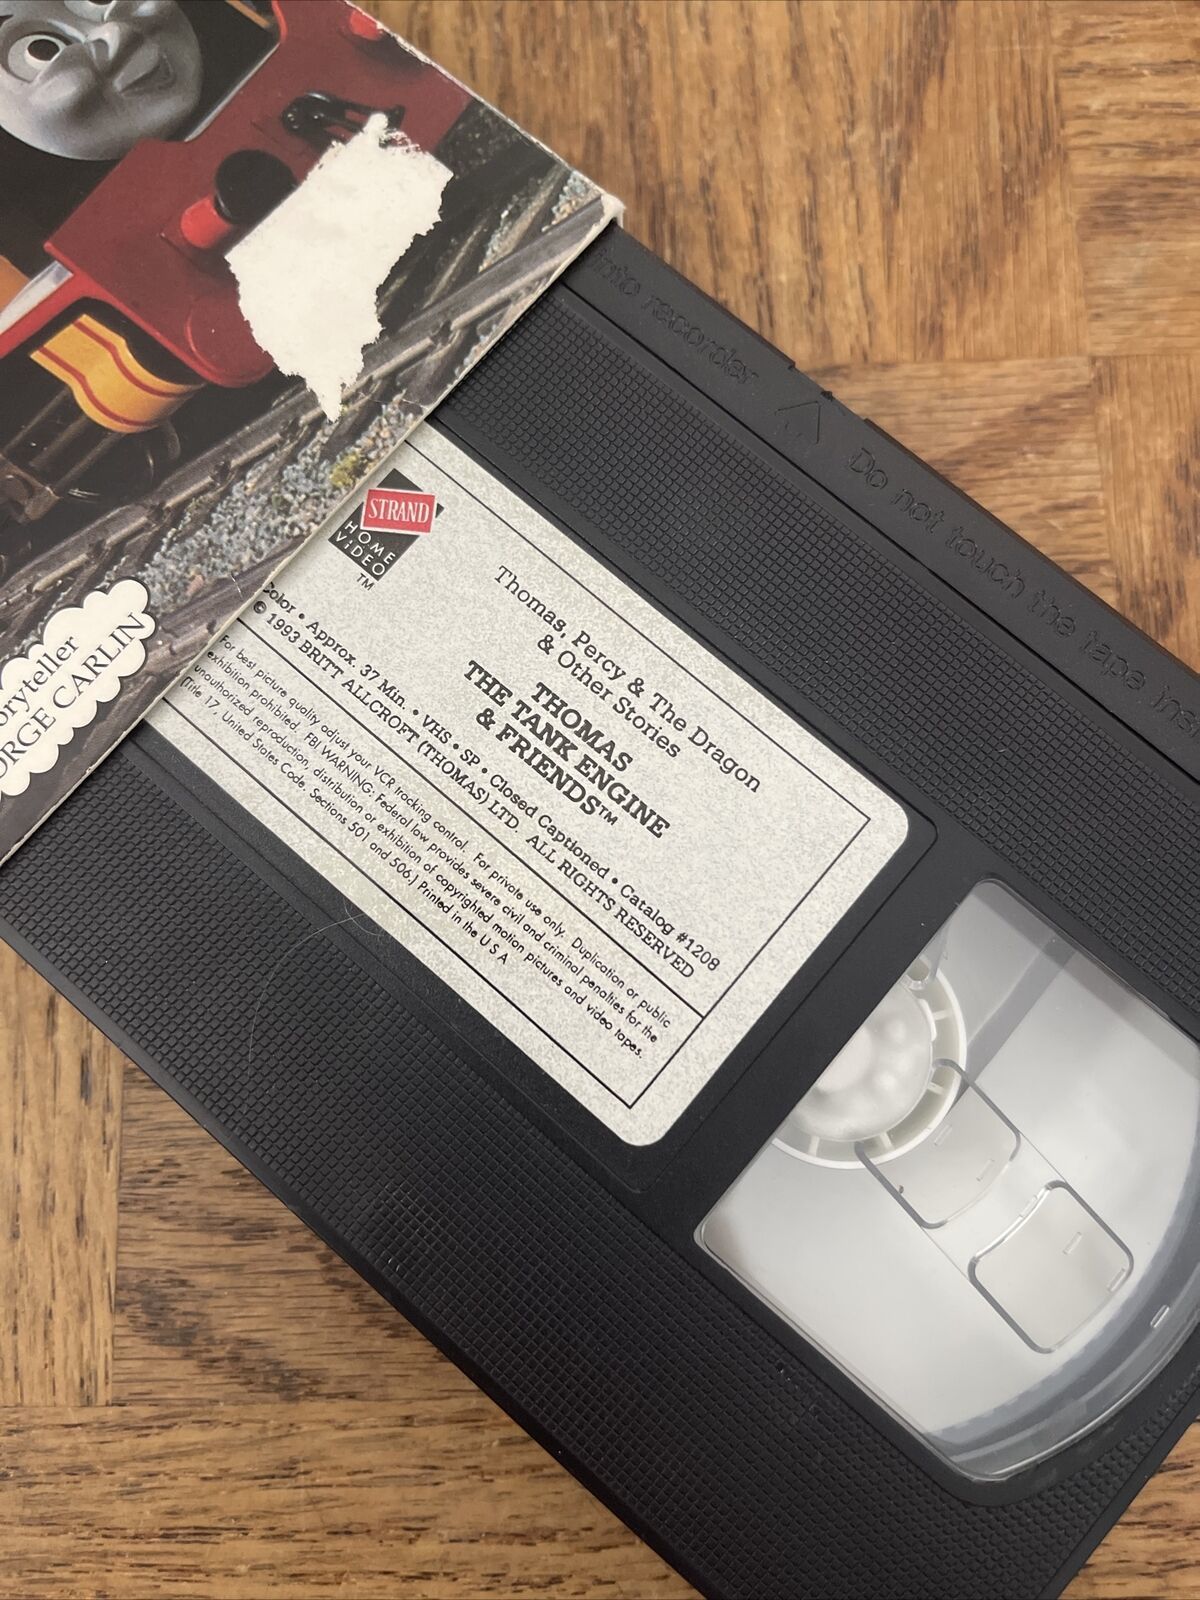 into recorder
Do not touch the tape ins
STRAND
HOME
VIDEO
TM
Thomas, Percy & The Dragon
& Other Stories
THOMAS
THE TANK ENGINE
& FRIENDS™
Color • Approx. 37 Min. • VHS • SP • Closed Captioned • Catalog #1208
© 1993 BRITT ALLCROFT (THOMAS) LTD. ALL RIGHTS RESERVED
For best picture quality adjust your VCR tracking control. For private use only. Duplication or public
exhibition prohibited. FBI WARNING: Federal law provides severe civil and criminal penalties for the
unauthorized reproduction, distribution or exhibition of copyrighted motion pictures and video tapes.
(Title 17, United States Code, Sections 501 and 506.) Printed in the U S A
oryteller
ORGE CARLIN